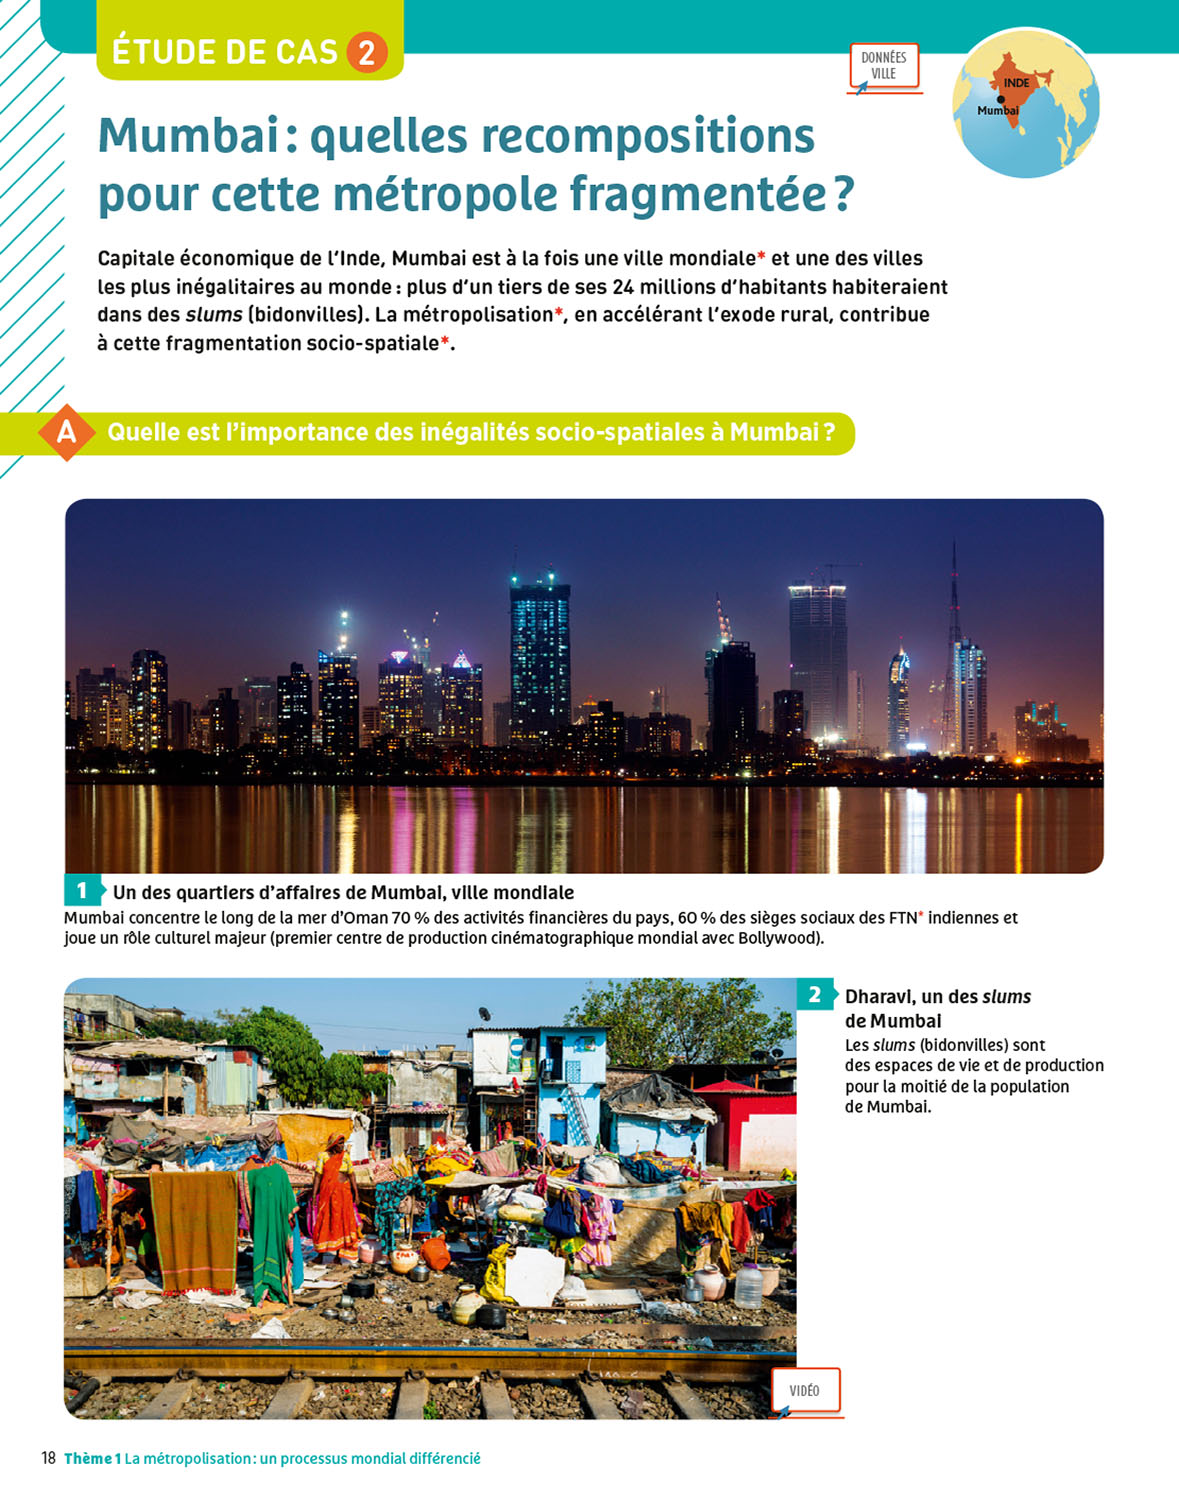 ÉTUDE DE CAS 2
DONNÉES
VILLE
INDE
Mumbai
Mumbai : quelles recompositions
pour cette métropole fragmentée ?
Capitale économique de l’Inde, Mumbai est à la fois une ville mondiale* et une des villes
les plus inégalitaires au monde : plus d’un tiers de ses 24 millions d’habitants habiteraient
dans des slums (bidonvilles). La métropolisation*, en accélérant l’exode rural, contribue
à cette fragmentation socio-spatiale*.
A Quelle est l’importance des inégalités socio-spatiales à Mumbai ?
1 Un des quartiers d’affaires de Mumbai, ville mondiale
Mumbai concentre le long de la mer d’Oman 70 % des activités financières du pays, 60 % des sièges sociaux des FTN* indiennes et
joue un rôle culturel majeur (premier centre de production cinématographique mondial avec Bollywood).
2 Dharavi, un des slums
de Mumbai
Les slums (bidonvilles) sont
des espaces de vie et de production
pour la moitié de la population
de Mumbai.
VIDÉO
18 Thème 1 La métropolisation : un processus mondial différencié